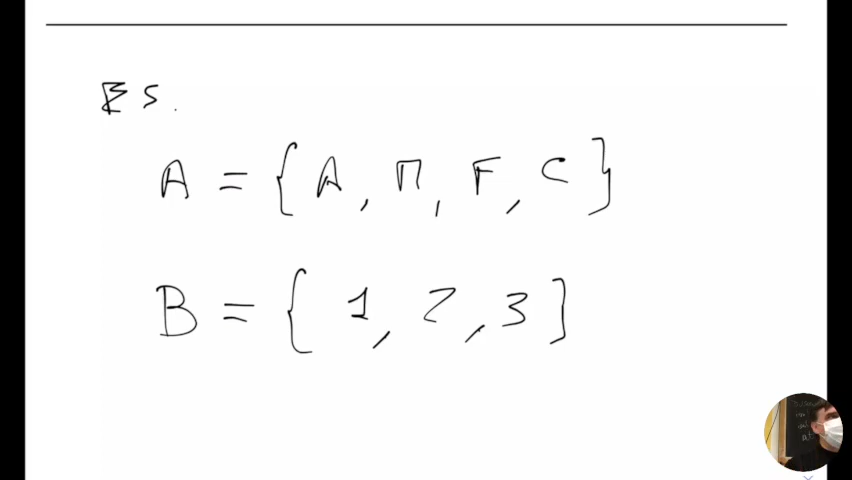 ES.
A = { A, M, F, C }
B = { 1, 2, 3 }